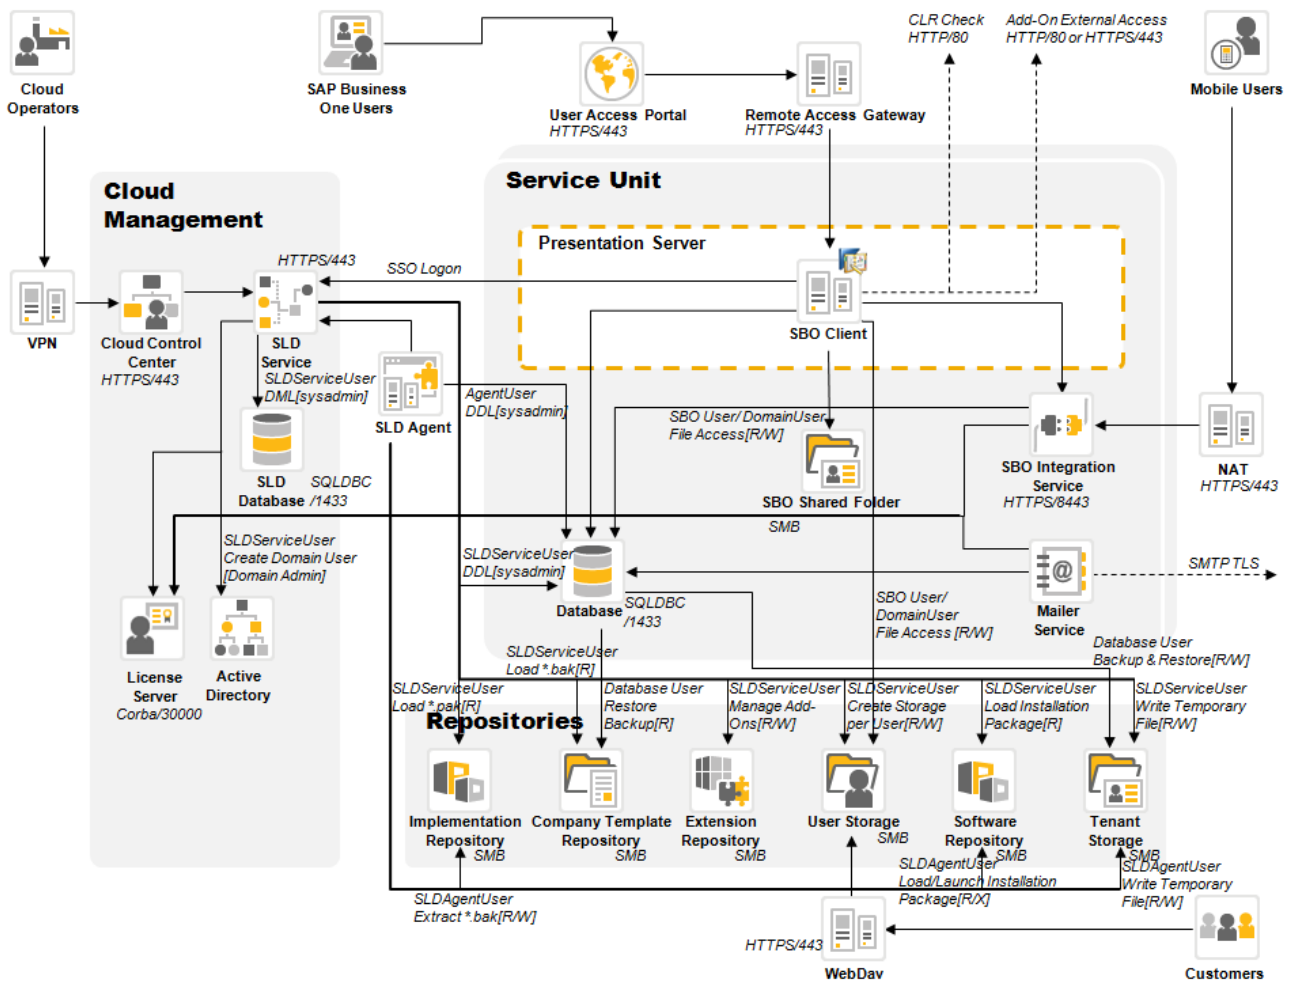 CLR Check
HTTP/80
Add-On External Access
HTTP/80 or HTTPS/443
Cloud
Operators
SAP Business
One Users
User Access Portal
HTTPS/443
Remote Access Gateway
HTTPS/443
Mobile Users
Cloud
Management
Service Unit
Presentation Server
HTTPS/443
SSO Logon
VPN
Cloud Control
Center
HTTPS/443
SLD
Service
SBO Client
SLDServiceUser
DML[sysadmin]
AgentUser
DDL[sysadmin]
SLD Agent
SBO User/ DomainUser
File Access[R/W]
SBO Integration
Service
HTTPS/8443
NAT
HTTPS/443
SLD
Database
SQLDBC
/1433
SBO Shared Folder
SMB
SLDServiceUser
Create Domain User
[Domain Admin]
SLDServiceUser
DDL[sysadmin]
SMTP TLS
Database
SQLDBC
/1433
SBO User/
DomainUser
File Access [R/W]
Mailer
Service
License
Server
Corba/30000
Active
Directory
SLDServiceUser
Load *.bak[R]
Database User
Backup & Restore[R/W]
SLDServiceUser
Load *.pak[R]
Database User
Restore
Backup[R]
SLDServiceUser
Manage Add-
Ons[R/W]
SLDServiceUser
Create Storage
per User[R/W]
SLDServiceUser
Load Installation
Package[R]
SLDServiceUser
Write Temporary
File[R/W]
Repositories
Implementation
Repository
SMB
Company Template
Repository
SMB
Extension
Repository
SMB
User Storage
SMB
Software
Repository
SMB
Tenant
Storage
SMB
SLDAgentUser
Extract *.bak[R/W]
SLDAgentUser
Load/Launch Installation
Package[R/X]
SLDAgentUser
Write Temporary
File[R/W]
HTTPS/443
WebDav
Customers